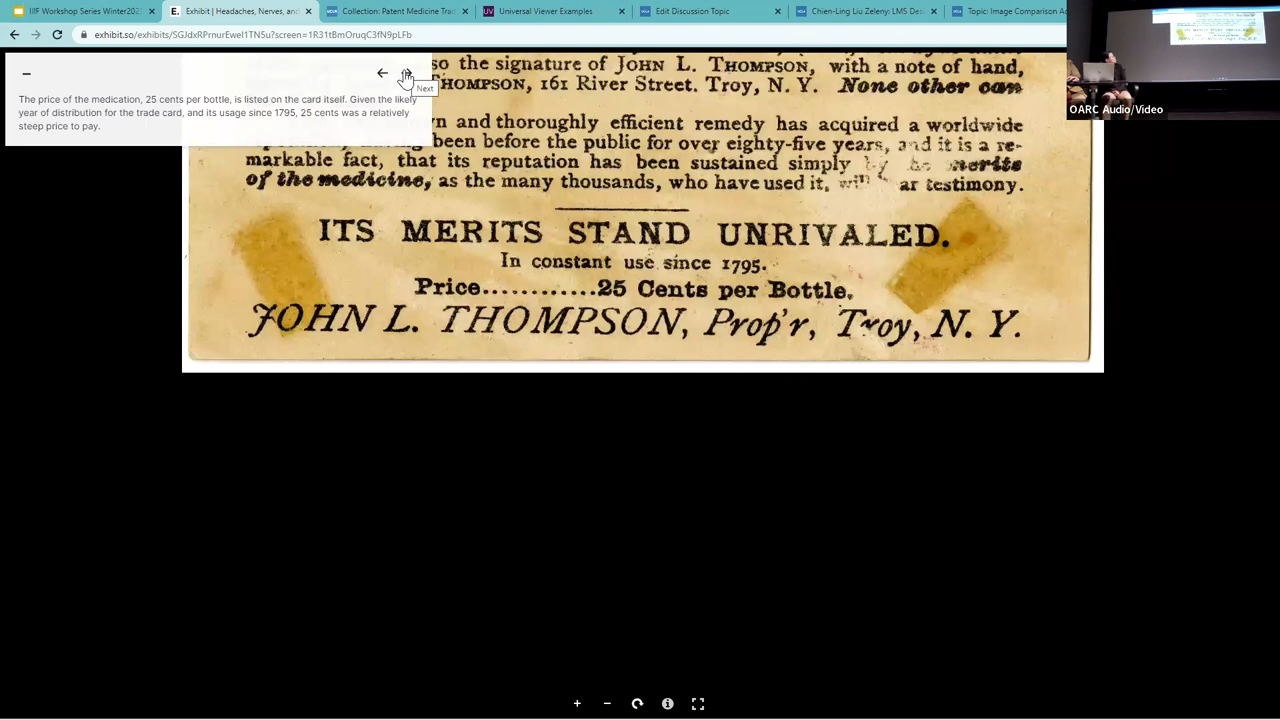 IIIF Workshop Series Winter202
Exhibit | Headaches, Nerves, and
Collection: Patent Medicine Trad
Universal Viewer Examples
Edit Discussion Topic
Chien-Ling Liu Zeleny: LMS Des
Topic: Image Comparison
exhibit.so/exhibits/SGJdxRPrnurEweI1TN5u?screen=1R31tBmOruqC3fN9pLFb
Next
The price of the medication, 25 cents per bottle, is listed on the card itself. Given the likely
year of distribution for the trade card, and its usage since 1795, 25 cents was a relatively
steep price to pay.
so the signature of JOHN L. THOMPSON, with a note of hand,
THOMPSON, 161 River Street. Troy, N. Y. None other can
and thoroughly efficient remedy has acquired a worldwide
been before the public for over eighty-five years, and it is a re-
markable fact, that its reputation has been sustained simply by merits
of the medicine, as the many thousands, who have used it, testimony.
ITS MERITS STAND UNRIVALED.
In constant use since 1795.
Price............25 Cents per Bottle.
JOHN L. THOMPSON, Prop'r, Troy, N. Y.
OARC Audio/Video